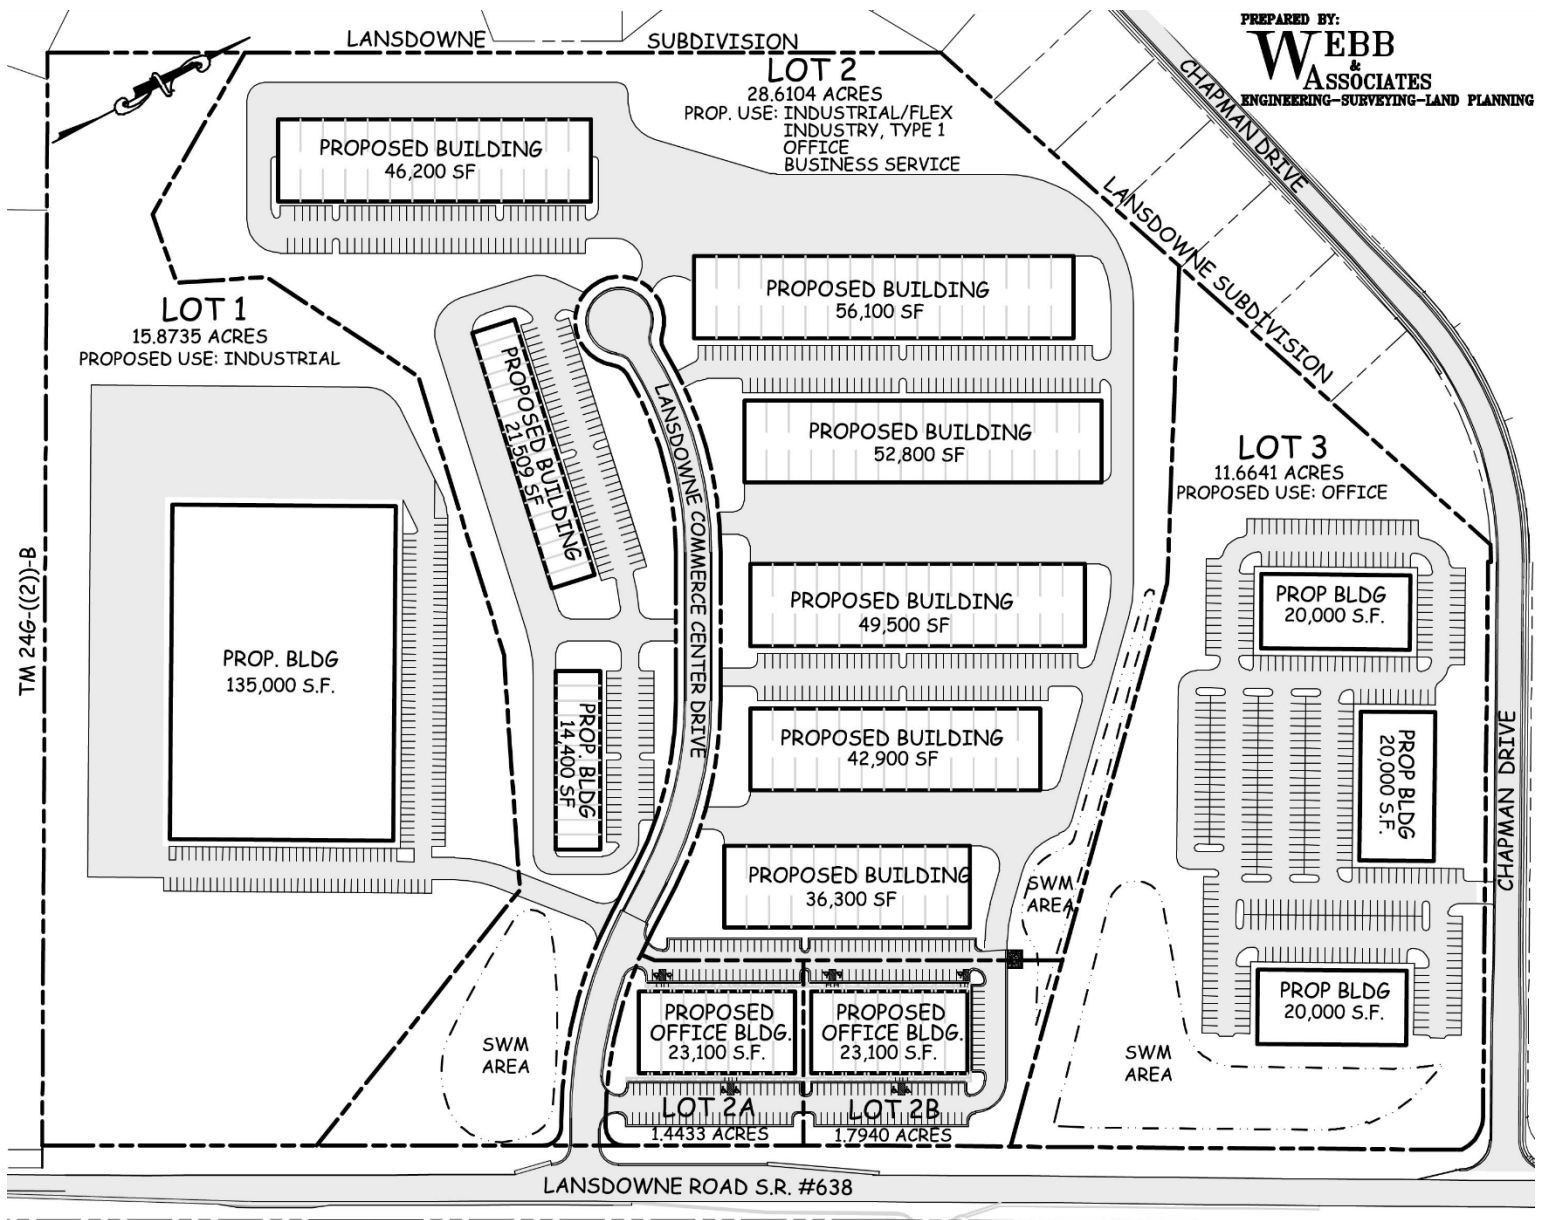 PREPARED BY:
WEBB
&
ASSOCIATES
ENGINEERING-SURVEYING-LAND PLANNING
LANSDOWNE SUBDIVISION
LOT 2
28.6104 ACRES
PROP. USE: INDUSTRIAL/FLEX
INDUSTRY, TYPE 1
OFFICE
BUSINESS SERVICE
CHAPMAN DRIVE
LANSDOWNE SUBDIVISION
PROPOSED BUILDING
46,200 SF
PROPOSED BUILDING
56,100 SF
LOT 1
15.8735 ACRES
PROPOSED USE: INDUSTRIAL
PROPOSED BUILDING
21,509 SF
LANSDOWNE COMMERCE CENTER DRIVE
PROPOSED BUILDING
52,800 SF
LOT 3
11.6641 ACRES
PROPOSED USE: OFFICE
TM 24G-((2))-B
PROP. BLDG
135,000 S.F.
PROPOSED BUILDING
49,500 SF
PROP BLDG
20,000 S.F.
PROP. BLDG
14,400 SF
PROPOSED BUILDING
42,900 SF
PROP BLDG
20,000 S.F.
CHAPMAN DRIVE
PROPOSED BUILDING
36,300 SF
SWM
AREA
PROP BLDG
20,000 S.F.
PROPOSED
OFFICE BLDG.
23,100 S.F.
PROPOSED
OFFICE BLDG.
23,100 S.F.
SWM
AREA
SWM
AREA
LOT 2A
1.4433 ACRES
LOT 2B
1.7940 ACRES
LANSDOWNE ROAD S.R. #638